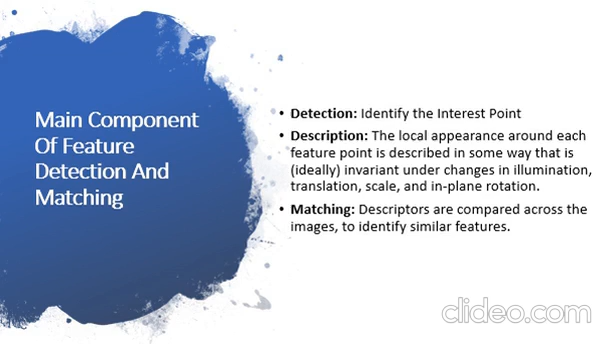 Main Component
Of Feature
Detection And
Matching
• Detection: Identify the Interest Point
• Description: The local appearance around each
feature point is described in some way that is
(ideally) invariant under changes in illumination,
translation, scale, and in-plane rotation.
• Matching: Descriptors are compared across the
images, to identify similar features.
clideo.com